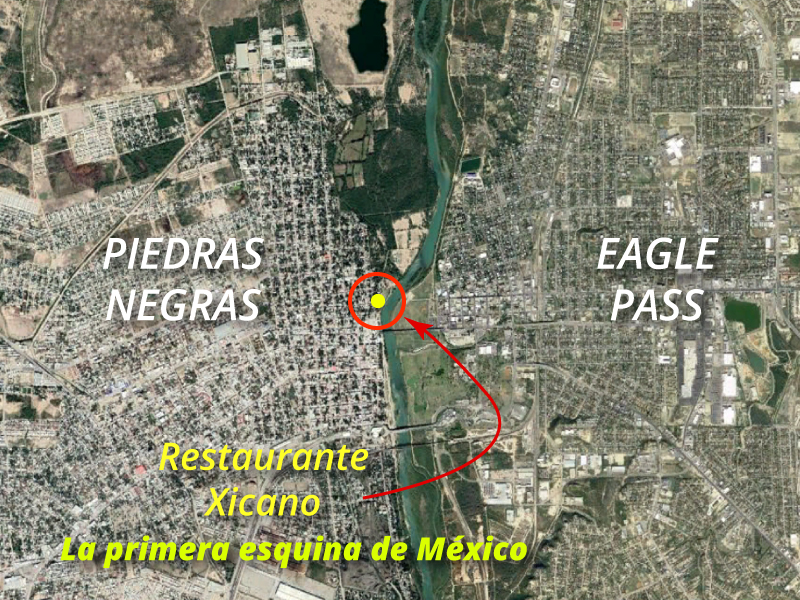 PIEDRAS
NEGRAS
EAGLE
PASS
Restaurante
Xicano
La primera esquina de México